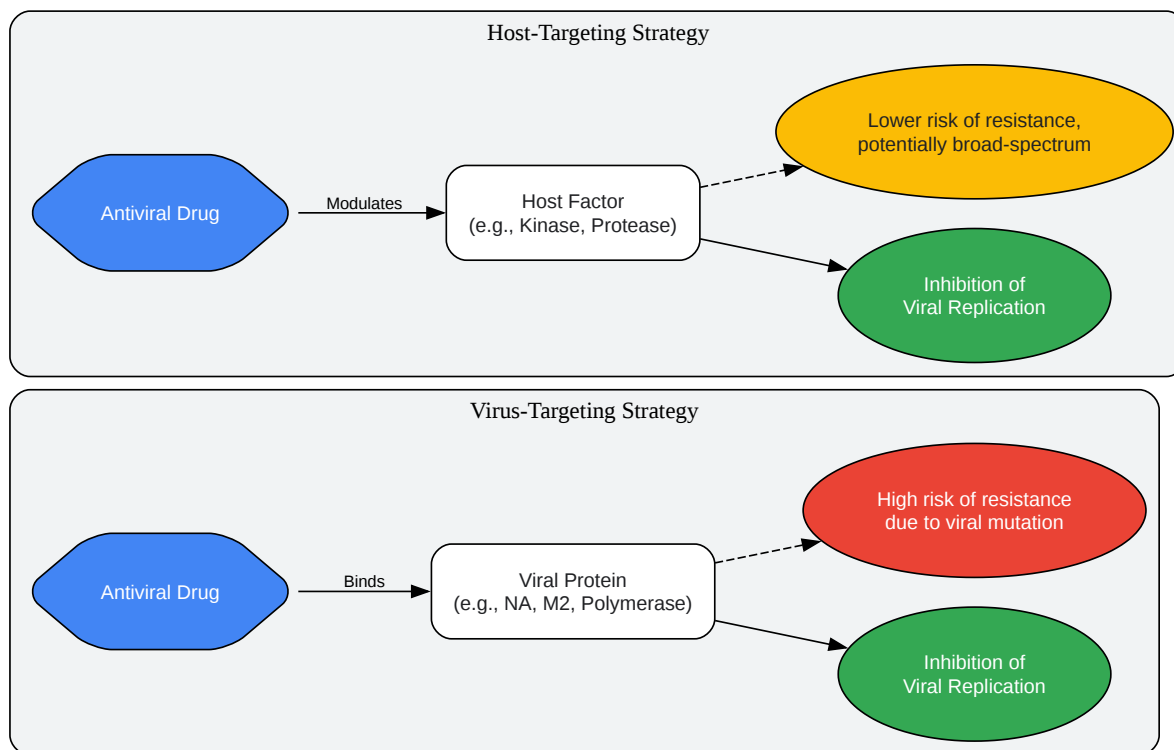 Host-Targeting Strategy
Lower risk of resistance,
potentially broad-spectrum
Antiviral Drug
Modulates
Host Factor
(e.g., Kinase, Protease)
Inhibition of
Viral Replication
Virus-Targeting Strategy
High risk of resistance
due to viral mutation
Antiviral Drug
Binds
Viral Protein
(e.g., NA, M2, Polymerase)
Inhibition of
Viral Replication